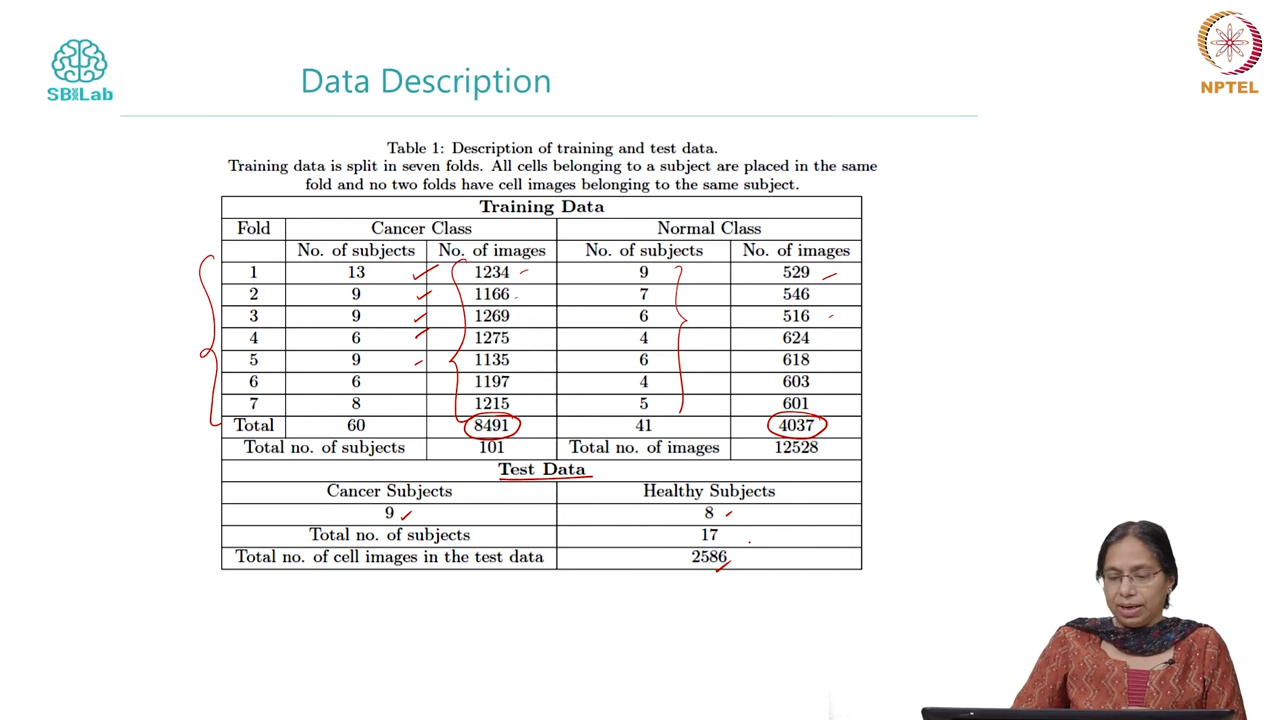 SBILab
NPTEL
Data Description
Table 1: Description of training and test data.
Training data is split in seven folds. All cells belonging to a subject are placed in the same
fold and no two folds have cell images belonging to the same subject.
Training Data
Fold Cancer Class Normal Class
No. of subjects No. of images No. of subjects No. of images
1 13 1234 9 529
2 9 1166 7 546
3 9 1269 6 516
4 6 1275 4 624
5 9 1135 6 618
6 6 1197 4 603
7 8 1215 5 601
Total 60 8491 41 4037
Total no. of subjects 101 Total no. of images 12528
Test Data
Cancer Subjects Healthy Subjects
9 8
Total no. of subjects 17
Total no. of cell images in the test data 2586